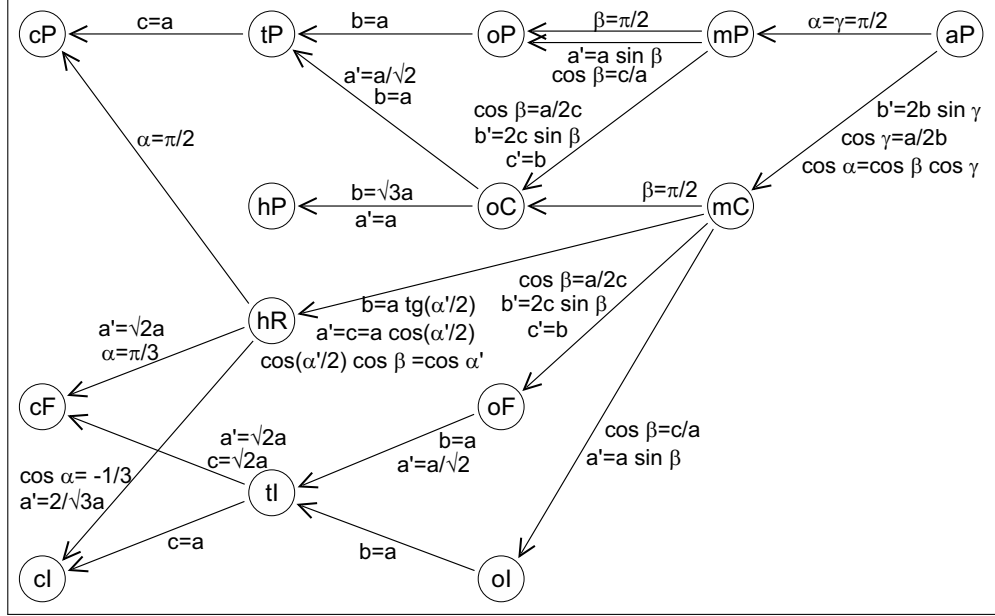 cP
c=a
tP
b=a
oP
β=π/2
a'=a sin β
cos β=c/a
mP
α=γ=π/2
aP
a'=a/√2
b=a
cos β=a/2c
b'=2c sin β
c'=b
b'=2b sin γ
cos γ=a/2b
cos α=cos β cos γ
α=π/2
hP
b=√3a
a'=a
oC
β=π/2
mC
hR
b=a tg(α'/2)
a'=c=a cos(α'/2)
cos(α'/2) cos β =cos α'
cos β=a/2c
b'=2c sin β
c'=b
a'=√2a
α=π/3
cF
oF
a'=√2a
c=√2a
b=a
a'=a/√2
cos β=c/a
a'=a sin β
cos α= -1/3
a'=2/√3a
tI
c=a
b=a
cI
oI